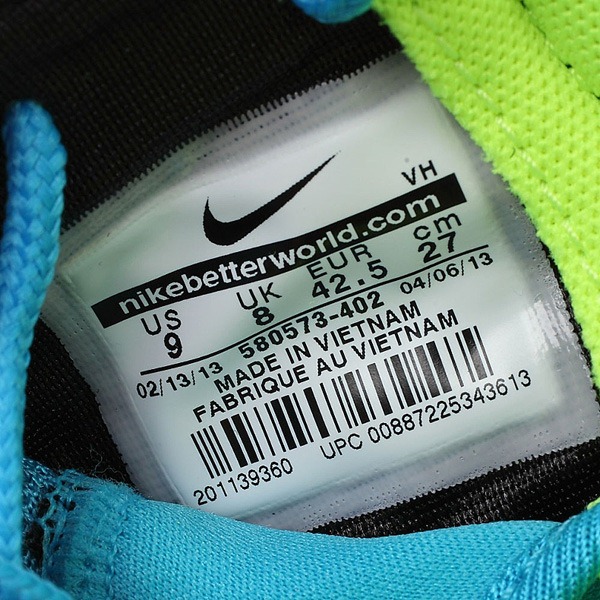 VH
nikebetterworld.com
US UK EUR cm
9 8 42.5 27
02/13/13 580573-402 04/06/13
MADE IN VIETNAM
FABRIQUE AU VIETNAM
201139360 UPC 00887225343613